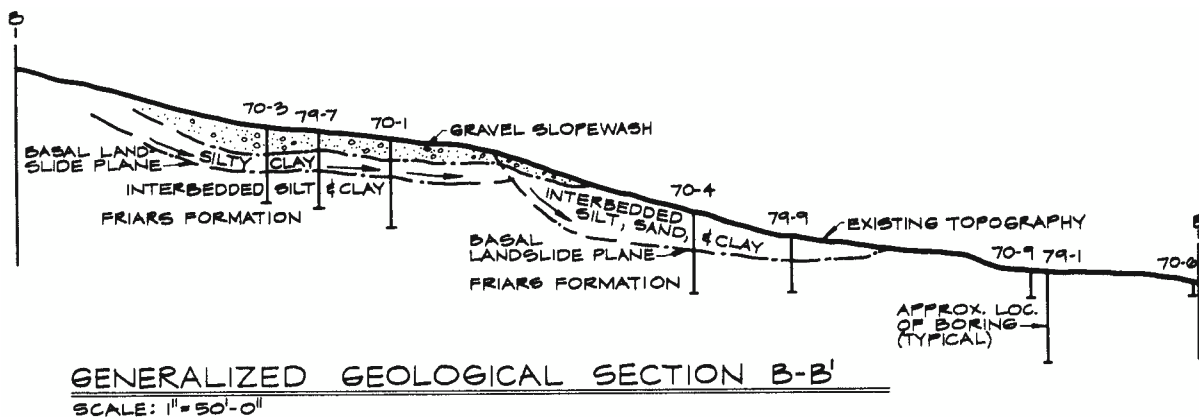 B
70-3
79-7
70-1
GRAVEL SLOPEWASH
BASAL LAND-
SLIDE PLANE
SILTY CLAY
INTERBEDDED SILT & CLAY
FRIARS FORMATION
70-4
79-9
INTERBEDDED
SILT, SAND,
& CLAY
EXISTING TOPOGRAPHY
BASAL
LANDSLIDE PLANE
FRIARS FORMATION
70-9
79-1
70-6
APPROX. LOC.
OF BORING
(TYPICAL)
GENERALIZED GEOLOGICAL SECTION B-B'
SCALE: 1"=50'-0"